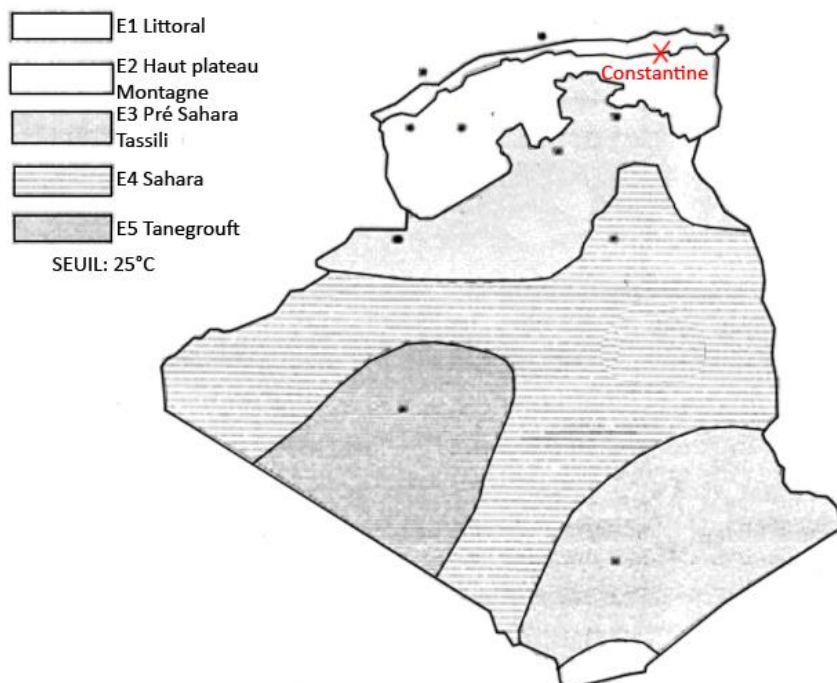 E1 Littoral
E2 Haut plateau
Montagne
E3 Pré Sahara
Tassili
E4 Sahara
E5 Tanegrouft
SEUIL: 25°C
Constantine